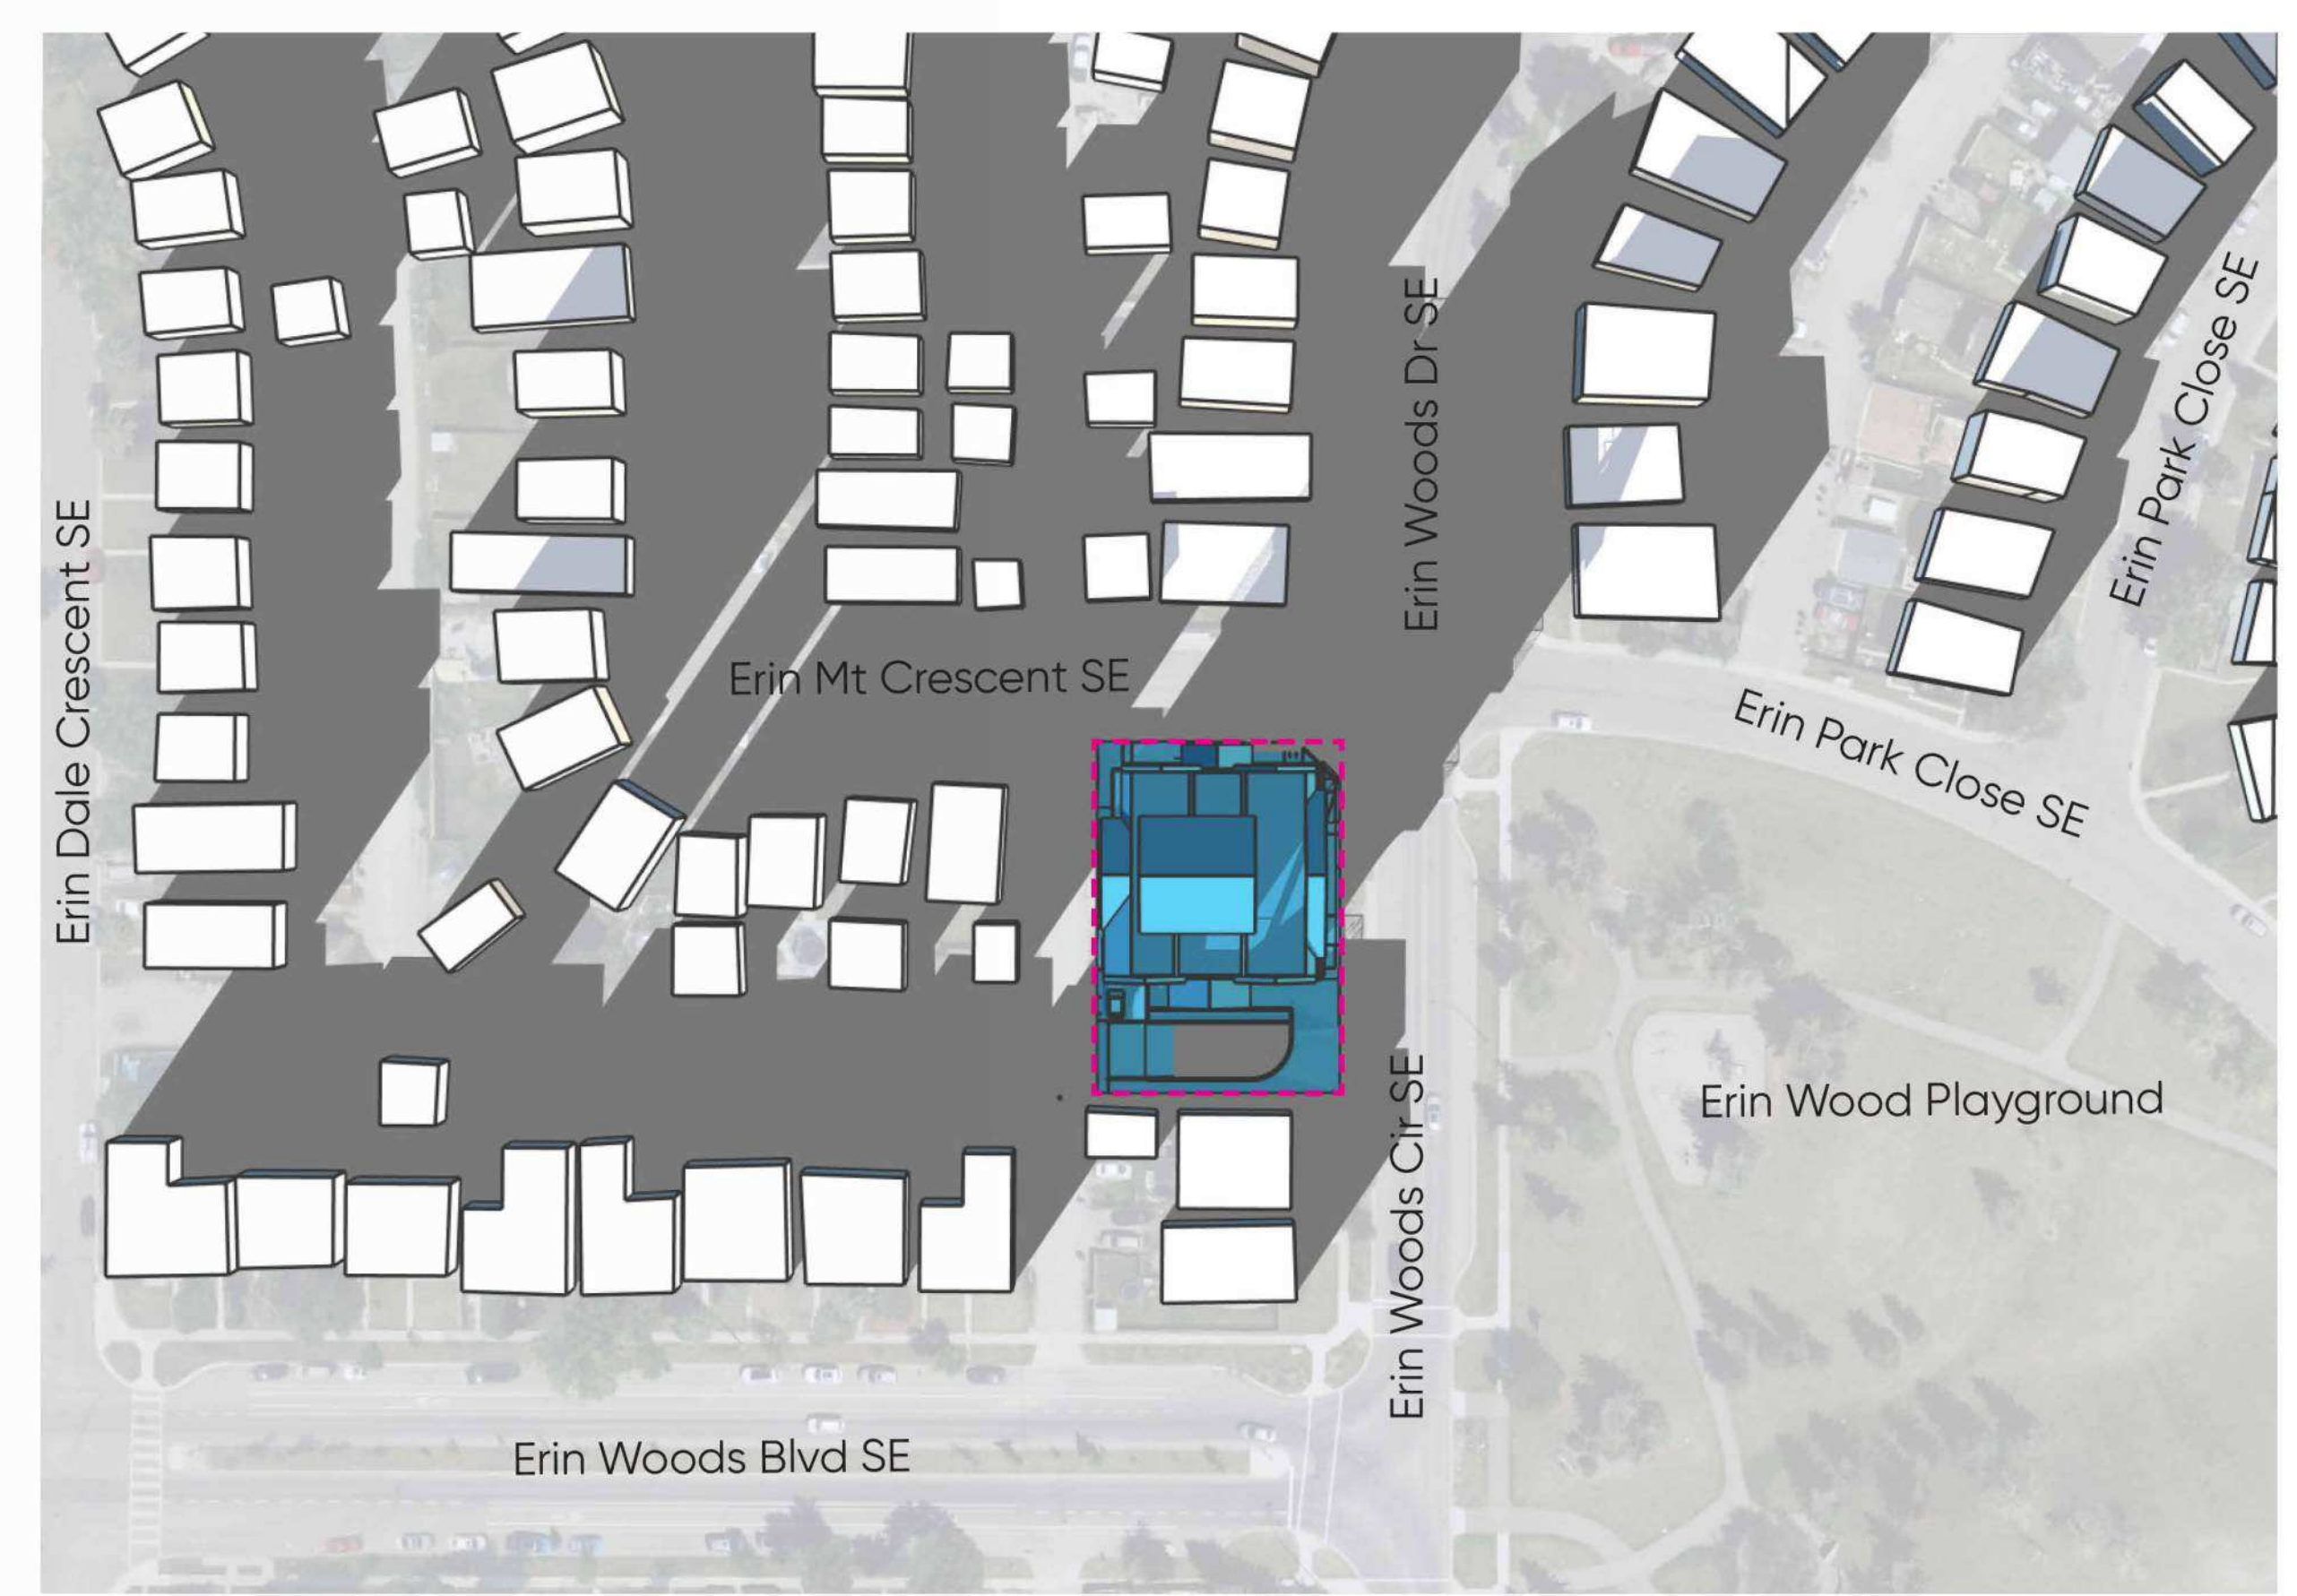 Erin Woods Dr SE
Erin Park Close SE
Erin Dale Crescent SE
Erin Mt Crescent SE
Erin Park Close SE
Erin Wood Playground
Erin Woods Cir SE
Erin Woods Blvd SE